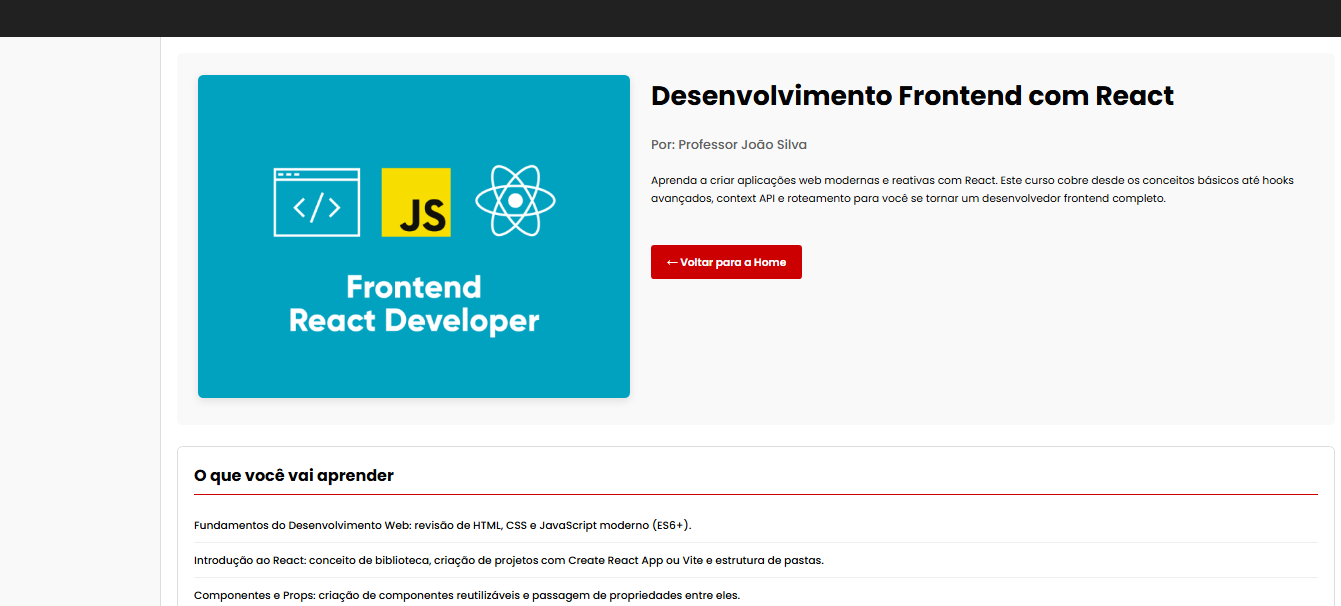 Desenvolvimento Frontend com React
Por: Professor João Silva
Aprenda a criar aplicações web modernas e reativas com React. Este curso cobre desde os conceitos básicos até hooks
avançados, context API e roteamento para você se tornar um desenvolvedor frontend completo.
← Voltar para a Home
</>
JS
Frontend
React Developer
O que você vai aprender
Fundamentos do Desenvolvimento Web: revisão de HTML, CSS e JavaScript moderno (ES6+).
Introdução ao React: conceito de biblioteca, criação de projetos com Create React App ou Vite e estrutura de pastas.
Componentes e Props: criação de componentes reutilizáveis e passagem de propriedades entre eles.